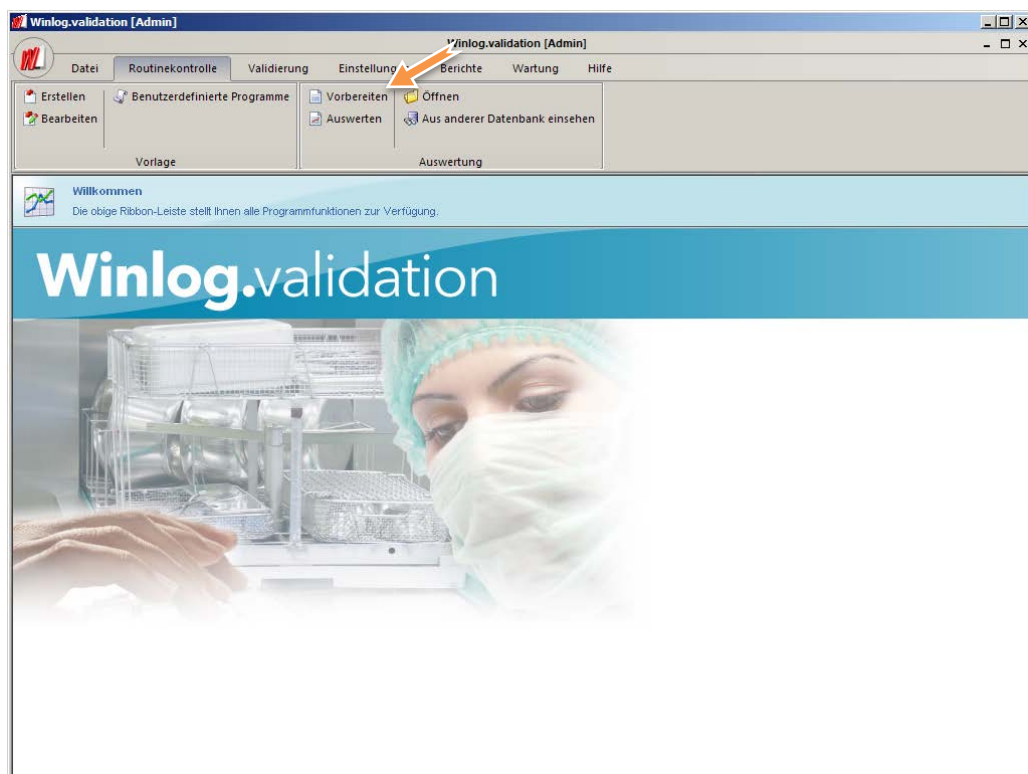 Winlog.validation [Admin]
Winlog.validation [Admin]
Datei Routinekontrolle Validierung Einstellung Berichte Wartung Hilfe
Erstellen Benutzerdefinierte Programme Vorbereiten Öffnen
Bearbeiten Auswerten Aus anderer Datenbank einsehen
Vorlage Auswertung
Willkommen
Die obige Ribbon-Leiste stellt Ihnen alle Programmfunktionen zur Verfügung.
Winlog.validation